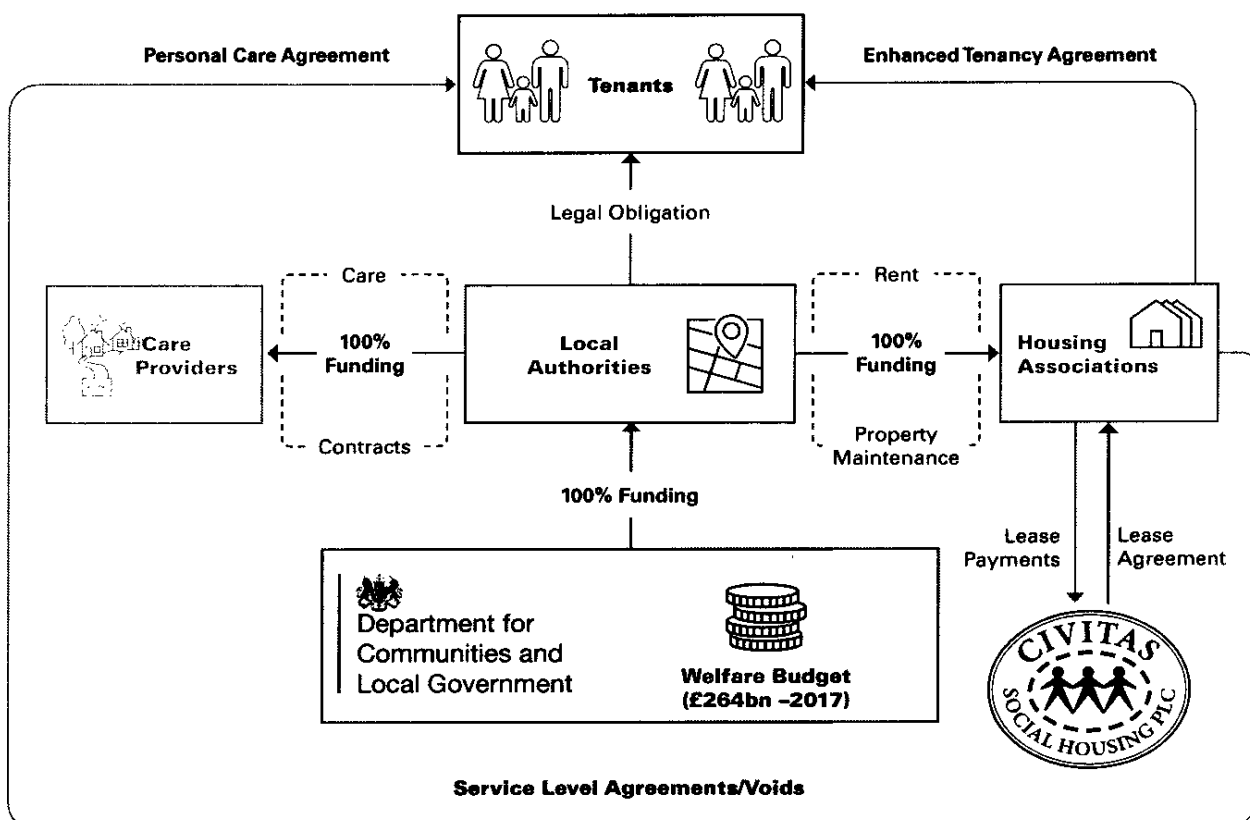 Personal Care Agreement
Enhanced Tenancy Agreement
Tenants
Legal Obligation
Care
Rent
Care
Providers
100%
Funding
Local
Authorities
100%
Funding
Housing
Associations
Contracts
Property
Maintenance
100% Funding
Lease
Payments
Lease
Agreement
Department for
Communities and
Local Government
Welfare Budget
(£264bn –2017)
CIVITAS
SOCIAL HOUSING PLC
Service Level Agreements/Voids